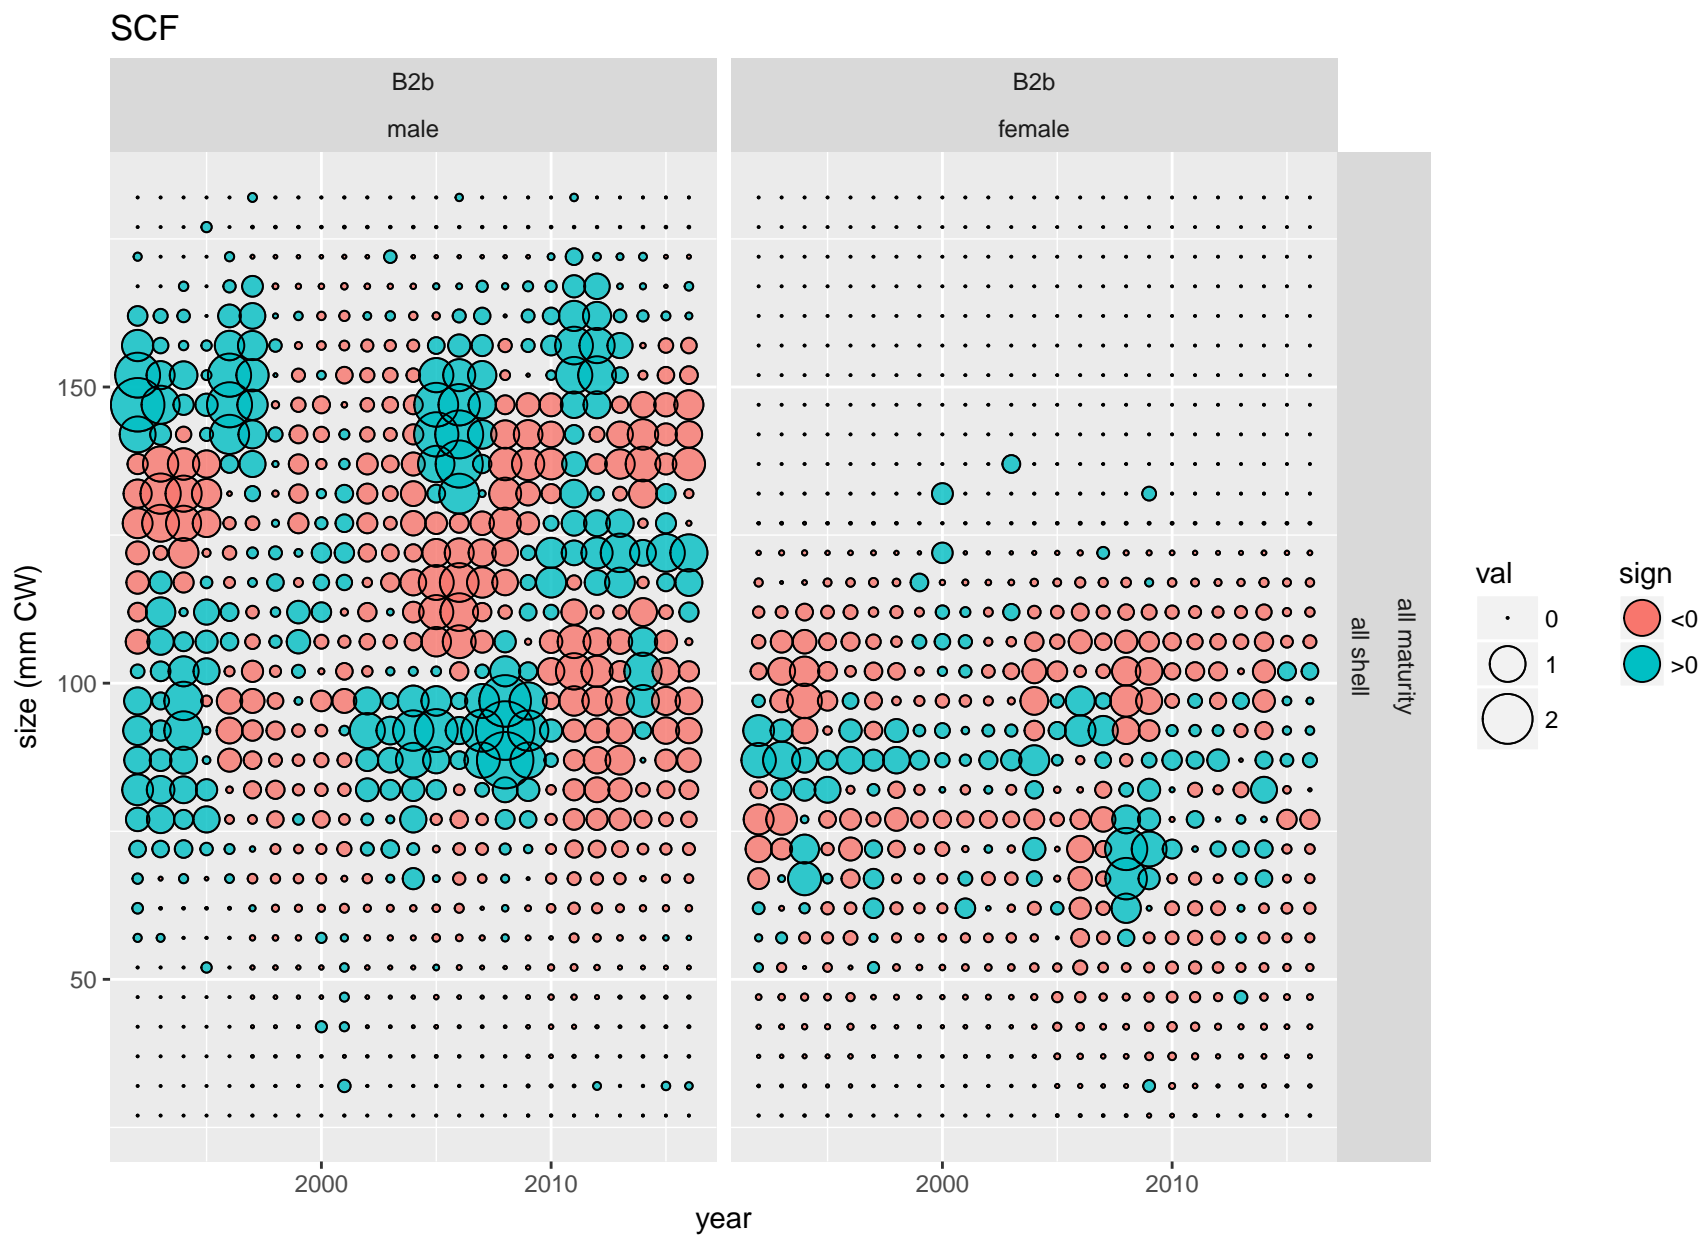 SCF
B2b
male
B2b
female
150
100
50
size (mm CW)
2000
2010
2000
2010
year
all maturity
all shell
val
0
1
2
sign
<0
>0